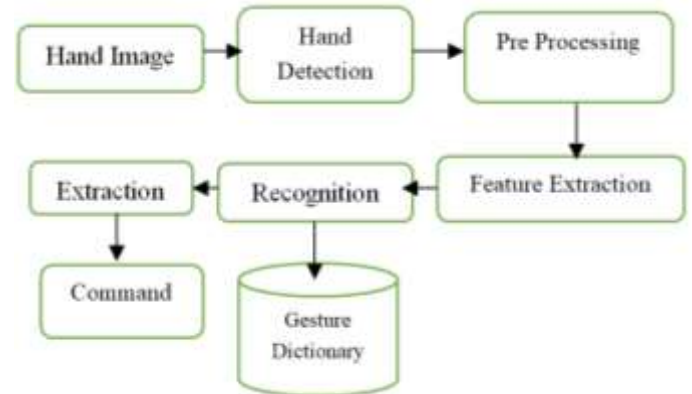 Hand Image
Hand
Detection
Pre Processing
Feature Extraction
Recognition
Extraction
Command
Gesture
Dictionary